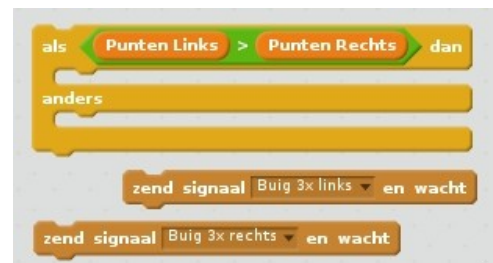 als Punten Links > Punten Rechts dan
anders
zend signaal Buig 3x links en wacht
zend signaal Buig 3x rechts en wacht